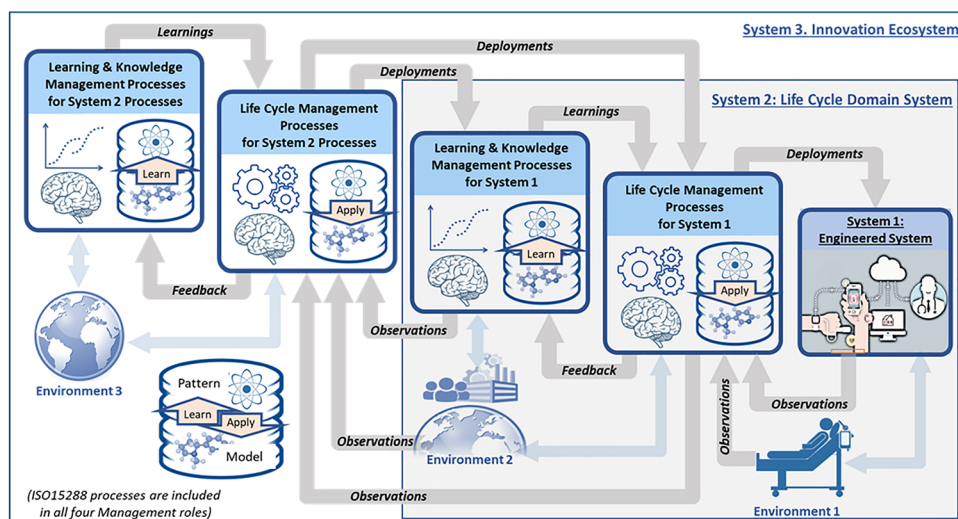 System 3. Innovation Ecosystem
Learnings
Deployments
Learning & Knowledge
Management Processes
for System 2 Processes
Learn
Deployments
Life Cycle Management
Processes
for System 2 Processes
Apply
System 2: Life Cycle Domain System
Learnings
Learning & Knowledge
Management Processes
for System 1
Learn
Deployments
Life Cycle Management
Processes
for System 1
Apply
System 1:
Engineered System
Feedback
Observations
Feedback
Observations
Observations
Environment 3
Pattern
Learn
Apply
Model
Observations
Environment 2
Observations
Environment 1
(ISO15288 processes are included
in all four Management roles)